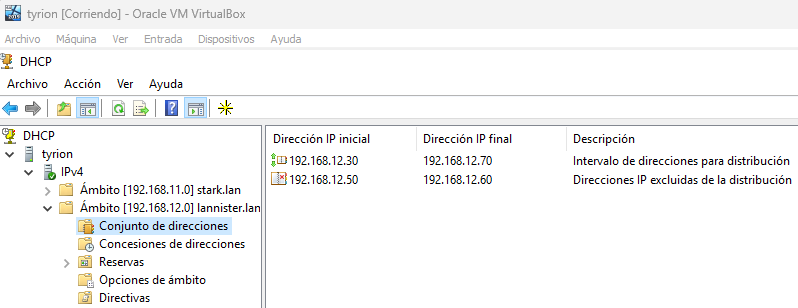 tyrion [Corriendo] - Oracle VM VirtualBox
Archivo Máquina Ver Entrada Dispositivos Ayuda
DHCP
Archivo Acción Ver Ayuda
DHCP
tyrion
IPv4
Ámbito [192.168.11.0] stark.lan
Ámbito [192.168.12.0] lannister.lan
Conjunto de direcciones
Concesiones de direcciones
Reservas
Opciones de ámbito
Directivas
Dirección IP inicial Dirección IP final Descripción
192.168.12.30 192.168.12.70 Intervalo de direcciones para distribución
192.168.12.50 192.168.12.60 Direcciones IP excluidas de la distribución